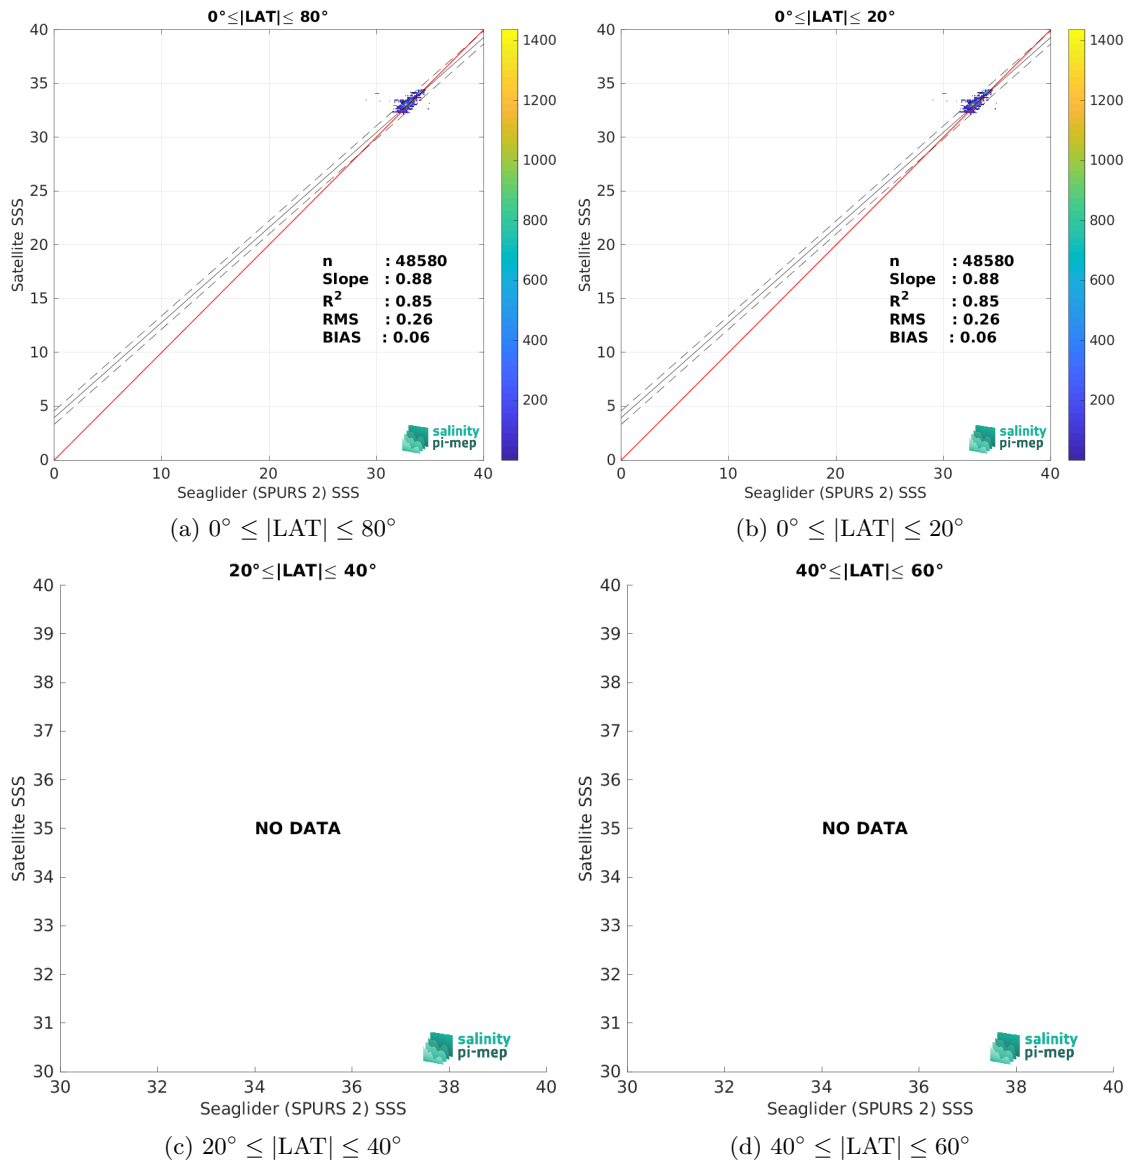 0°≤|LAT|≤ 80°
40
35
30
25
20
15
10
5
0
Satellite SSS
n : 48580
Slope : 0.88
R² : 0.85
RMS : 0.26
BIAS : 0.06
salinity
pi-mep
0 10 20 30 40
Seaglider (SPURS 2) SSS
1400
1200
1000
800
600
400
200
(a) 0° ≤ |LAT| ≤ 80°
0°≤|LAT|≤ 20°
40
35
30
25
20
15
10
5
0
Satellite SSS
n : 48580
Slope : 0.88
R² : 0.85
RMS : 0.26
BIAS : 0.06
salinity
pi-mep
0 10 20 30 40
Seaglider (SPURS 2) SSS
1400
1200
1000
800
600
400
200
(b) 0° ≤ |LAT| ≤ 20°
20°≤|LAT|≤ 40°
40
39
38
37
36
35
34
33
32
31
30
Satellite SSS
NO DATA
salinity
pi-mep
30 32 34 36 38 40
Seaglider (SPURS 2) SSS
(c) 20° ≤ |LAT| ≤ 40°
40°≤|LAT|≤ 60°
40
39
38
37
36
35
34
33
32
31
30
Satellite SSS
NO DATA
salinity
pi-mep
30 32 34 36 38 40
Seaglider (SPURS 2) SSS
(d) 40° ≤ |LAT| ≤ 60°